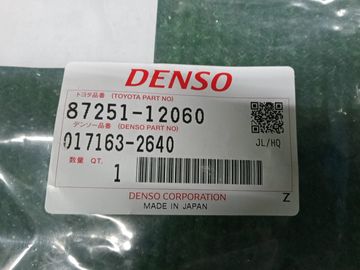 DENSO
トヨタ品番 (TOYOTA PART NO)
87251-12060
デンソー品番 (DENSO PART NO)
017163-2640 JL/HQ
数量 QT. 1
DENSO CORPORATION
MADE IN JAPAN Z